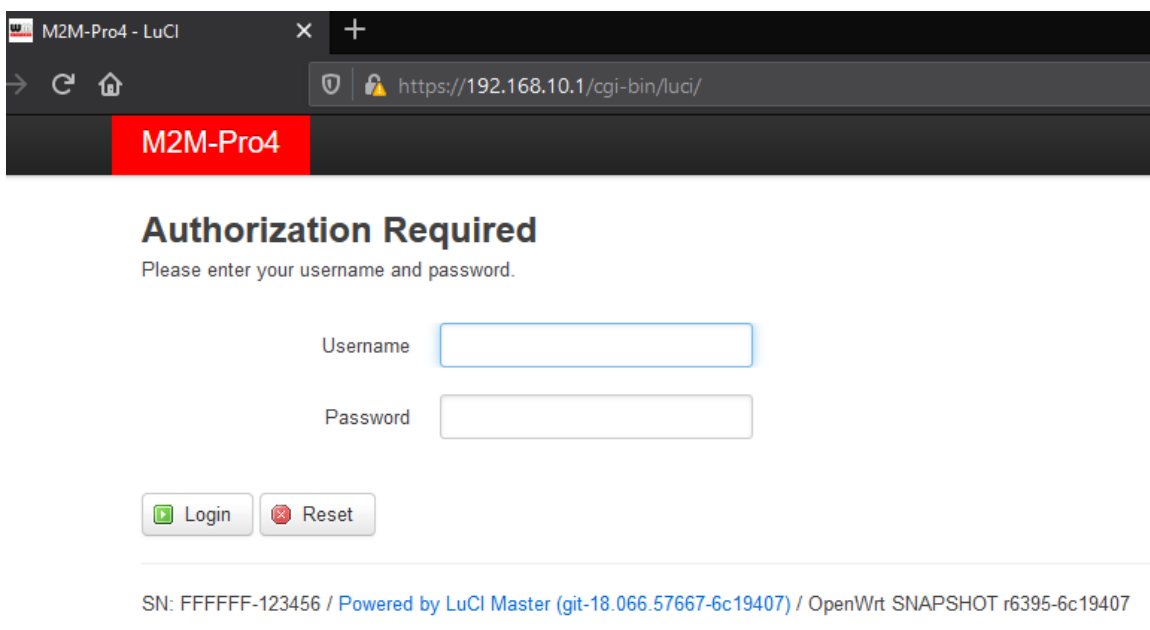 M2M-Pro4 - LuCI
https://192.168.10.1/cgi-bin/luci/
M2M-Pro4
Authorization Required
Please enter your username and password.
Username
Password
Login Reset
SN: FFFFFF-123456 / Powered by LuCI Master (git-18.066.57667-6c19407) / OpenWrt SNAPSHOT r6395-6c19407